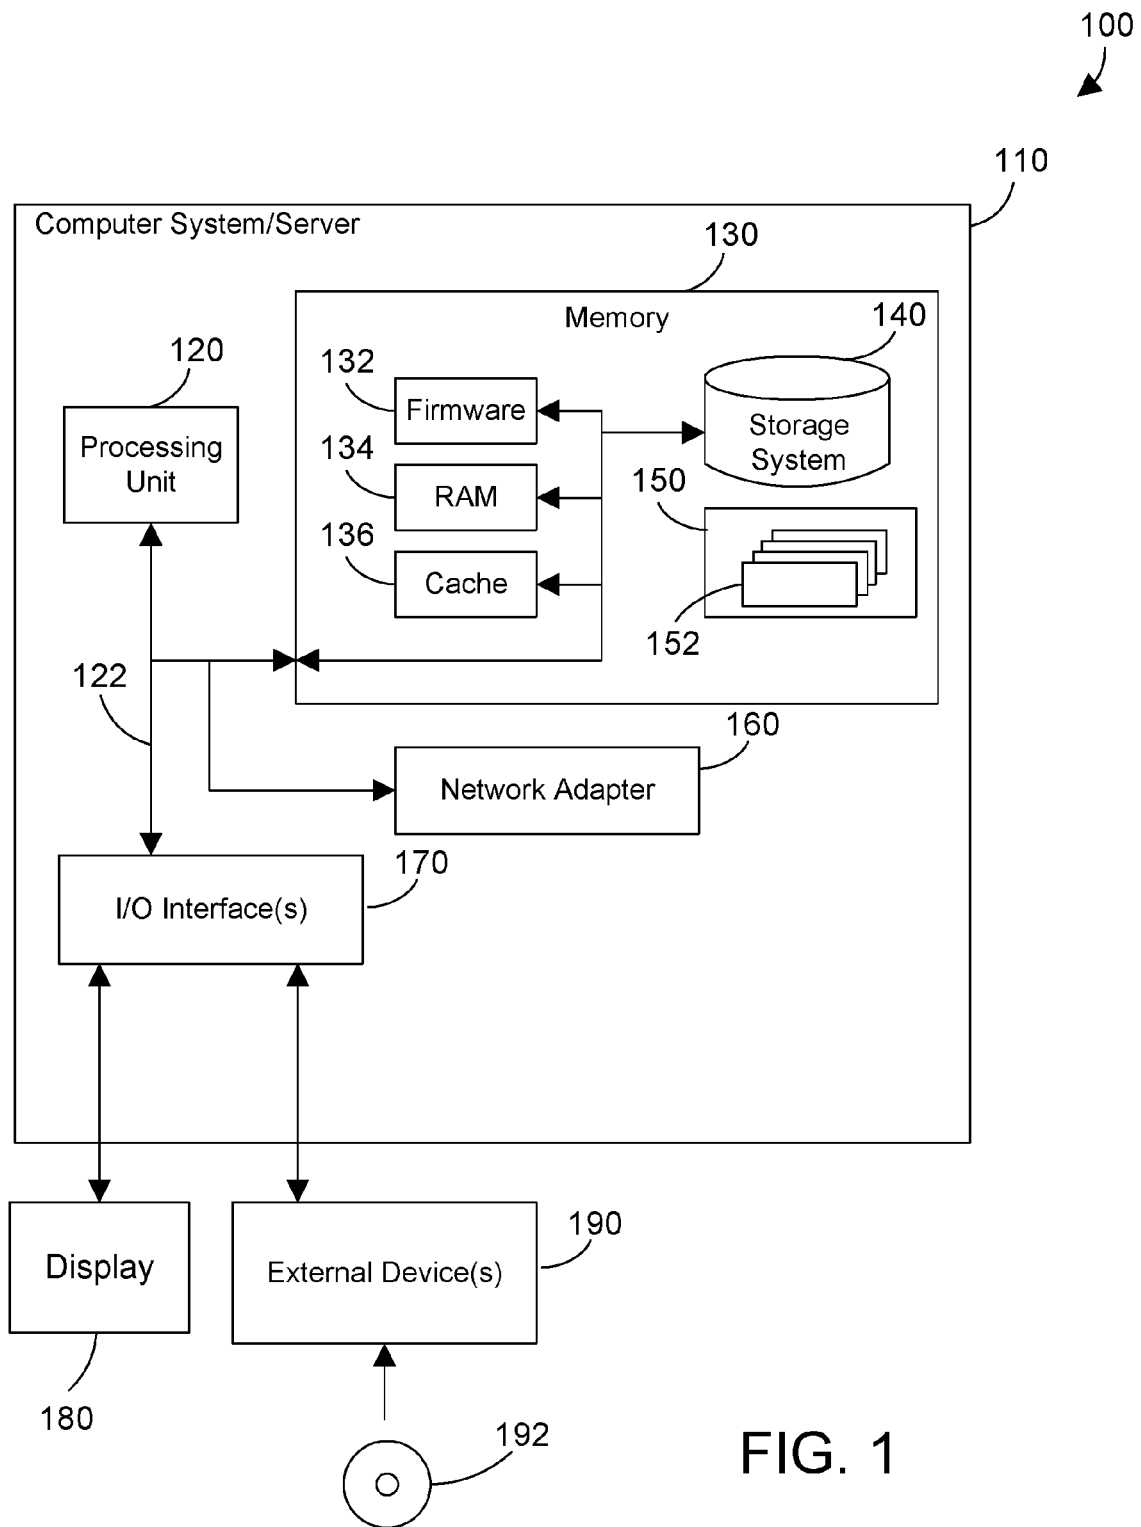 100
110
Computer System/Server
130
Memory
140
120
132
Firmware
Processing
Unit
Storage
System
134
RAM
150
136
Cache
152
122
160
Network Adapter
170
I/O Interface(s)
190
Display
External Device(s)
180
192
FIG. 1